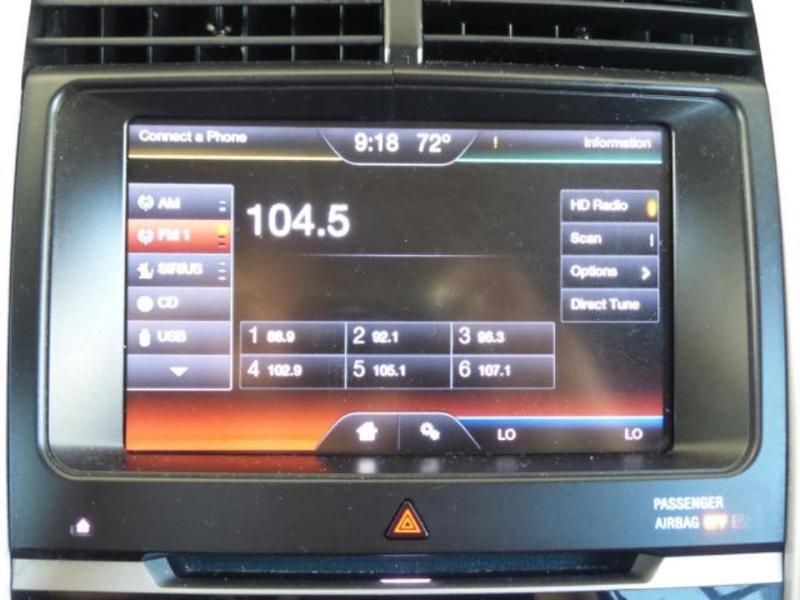 Connect a Phone 9:18 72° ! Information
AM
FM 1
SIRIUS
CD
USB
104.5
HD Radio
Scan
Options
Direct Tune
1 88.9 2 92.1 3 96.3
4 102.9 5 105.1 6 107.1
LO LO
PASSENGER
AIRBAG OFF